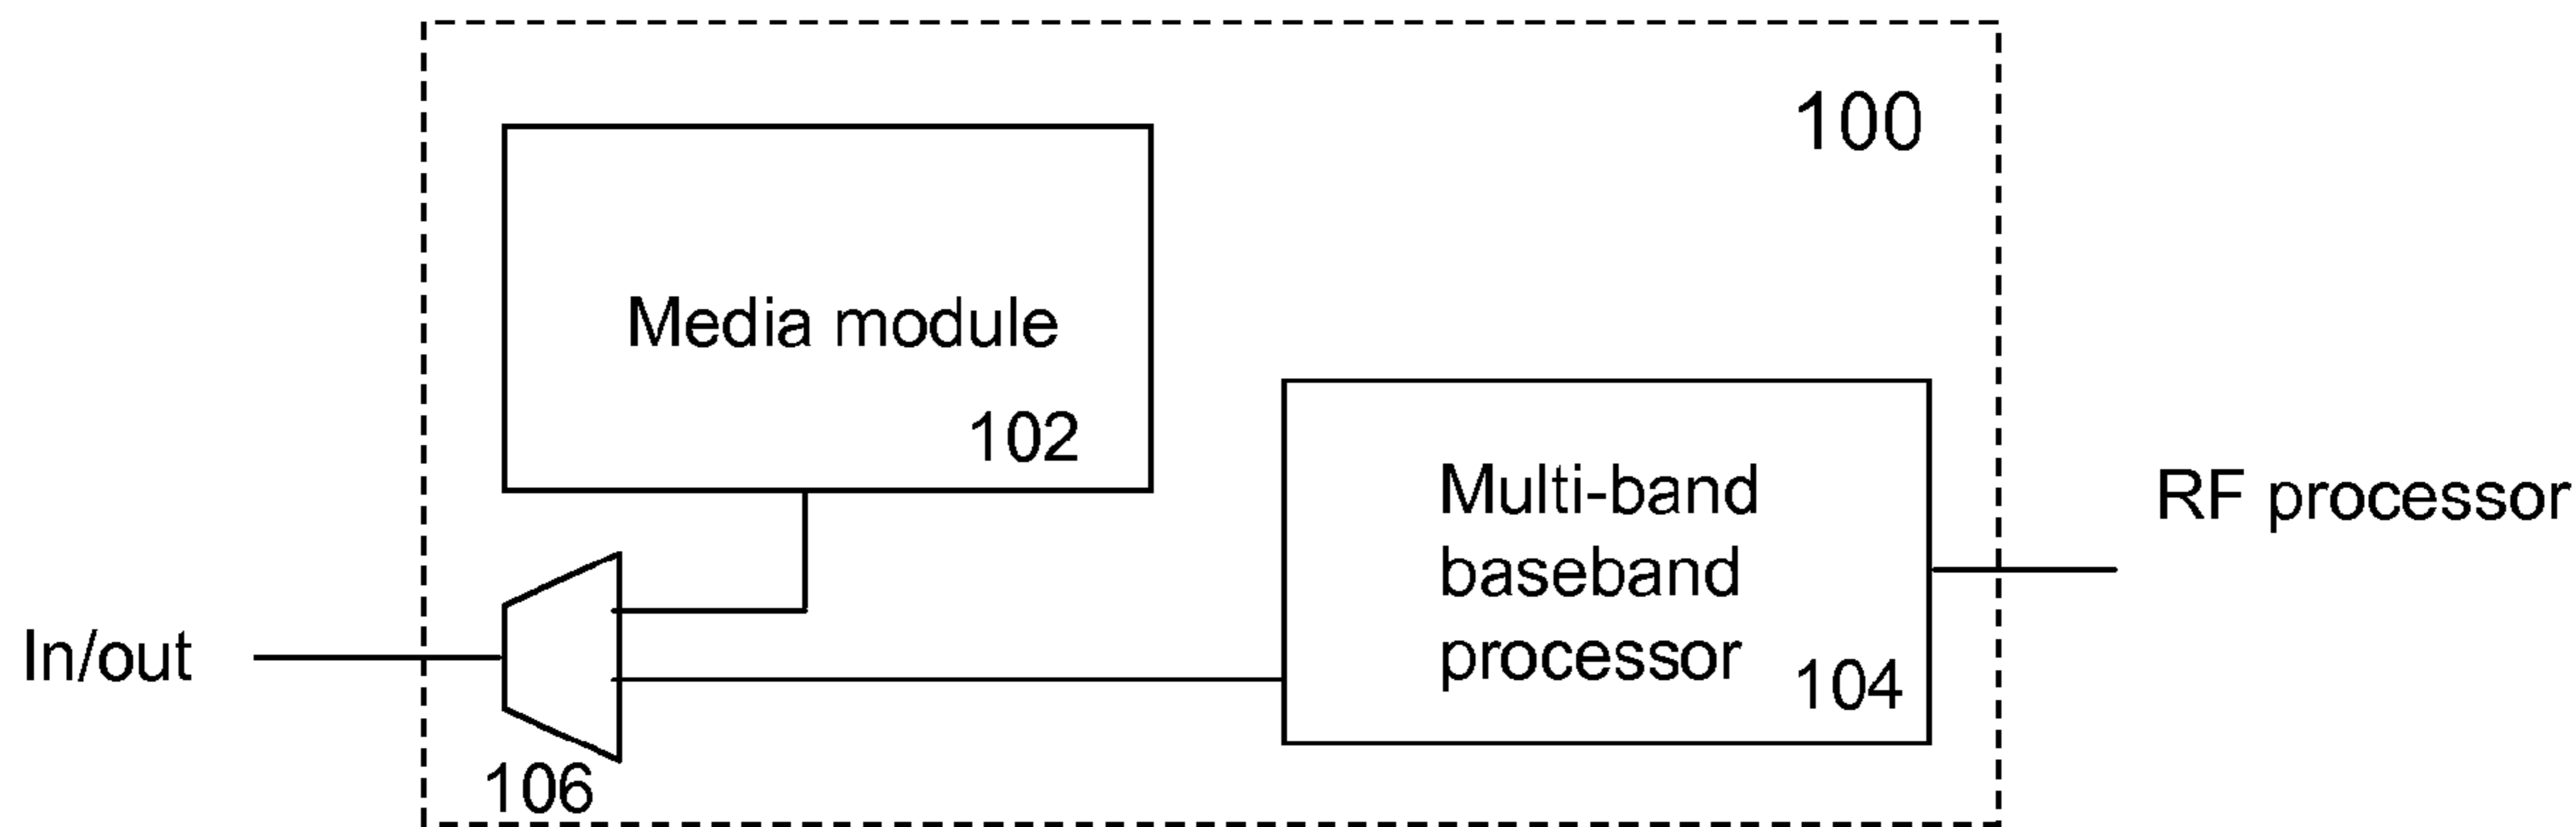 100
Media module
102
Multi-band
baseband
processor
104
RF processor
In/out
106